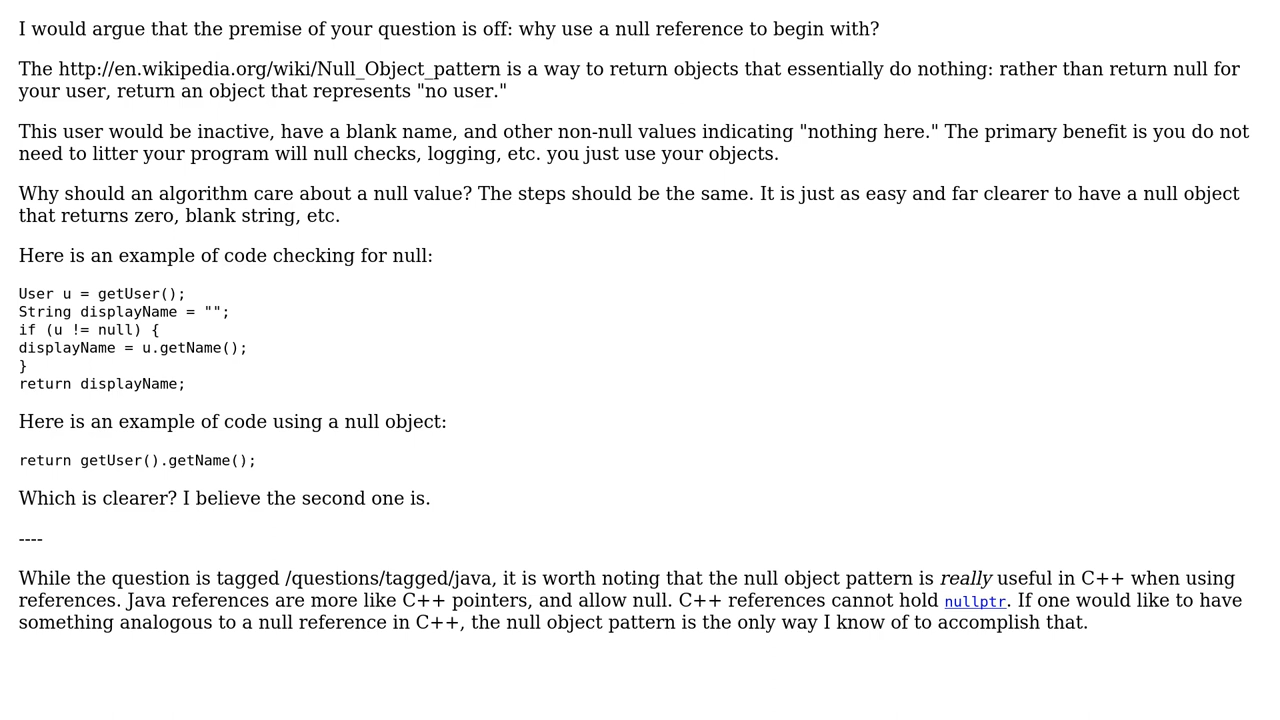 I would argue that the premise of your question is off: why use a null reference to begin with?
The http://en.wikipedia.org/wiki/Null_Object_pattern is a way to return objects that essentially do nothing: rather than return null for
your user, return an object that represents "no user."
This user would be inactive, have a blank name, and other non-null values indicating "nothing here." The primary benefit is you do not
need to litter your program will null checks, logging, etc. you just use your objects.
Why should an algorithm care about a null value? The steps should be the same. It is just as easy and far clearer to have a null object
that returns zero, blank string, etc.
Here is an example of code checking for null:
User u = getUser();
String displayName = "";
if (u != null) {
displayName = u.getName();
}
return displayName;
Here is an example of code using a null object:
return getUser().getName();
Which is clearer? I believe the second one is.
----
While the question is tagged /questions/tagged/java, it is worth noting that the null object pattern is really useful in C++ when using
references. Java references are more like C++ pointers, and allow null. C++ references cannot hold nullptr. If one would like to have
something analogous to a null reference in C++, the null object pattern is the only way I know of to accomplish that.